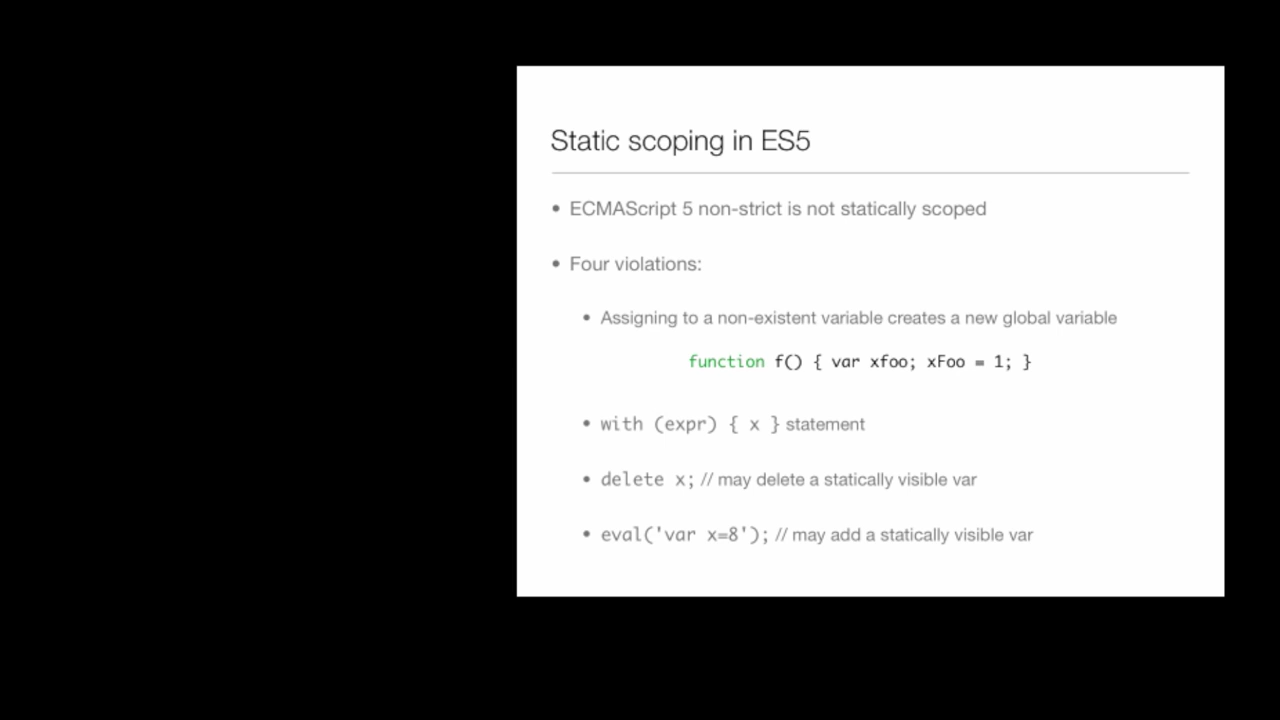 Static scoping in ES5
• ECMAScript 5 non-strict is not statically scoped
• Four violations:
• Assigning to a non-existent variable creates a new global variable
function f() { var xfoo; xFoo = 1; }
• with (expr) { x } statement
• delete x; // may delete a statically visible var
• eval('var x=8'); // may add a statically visible var